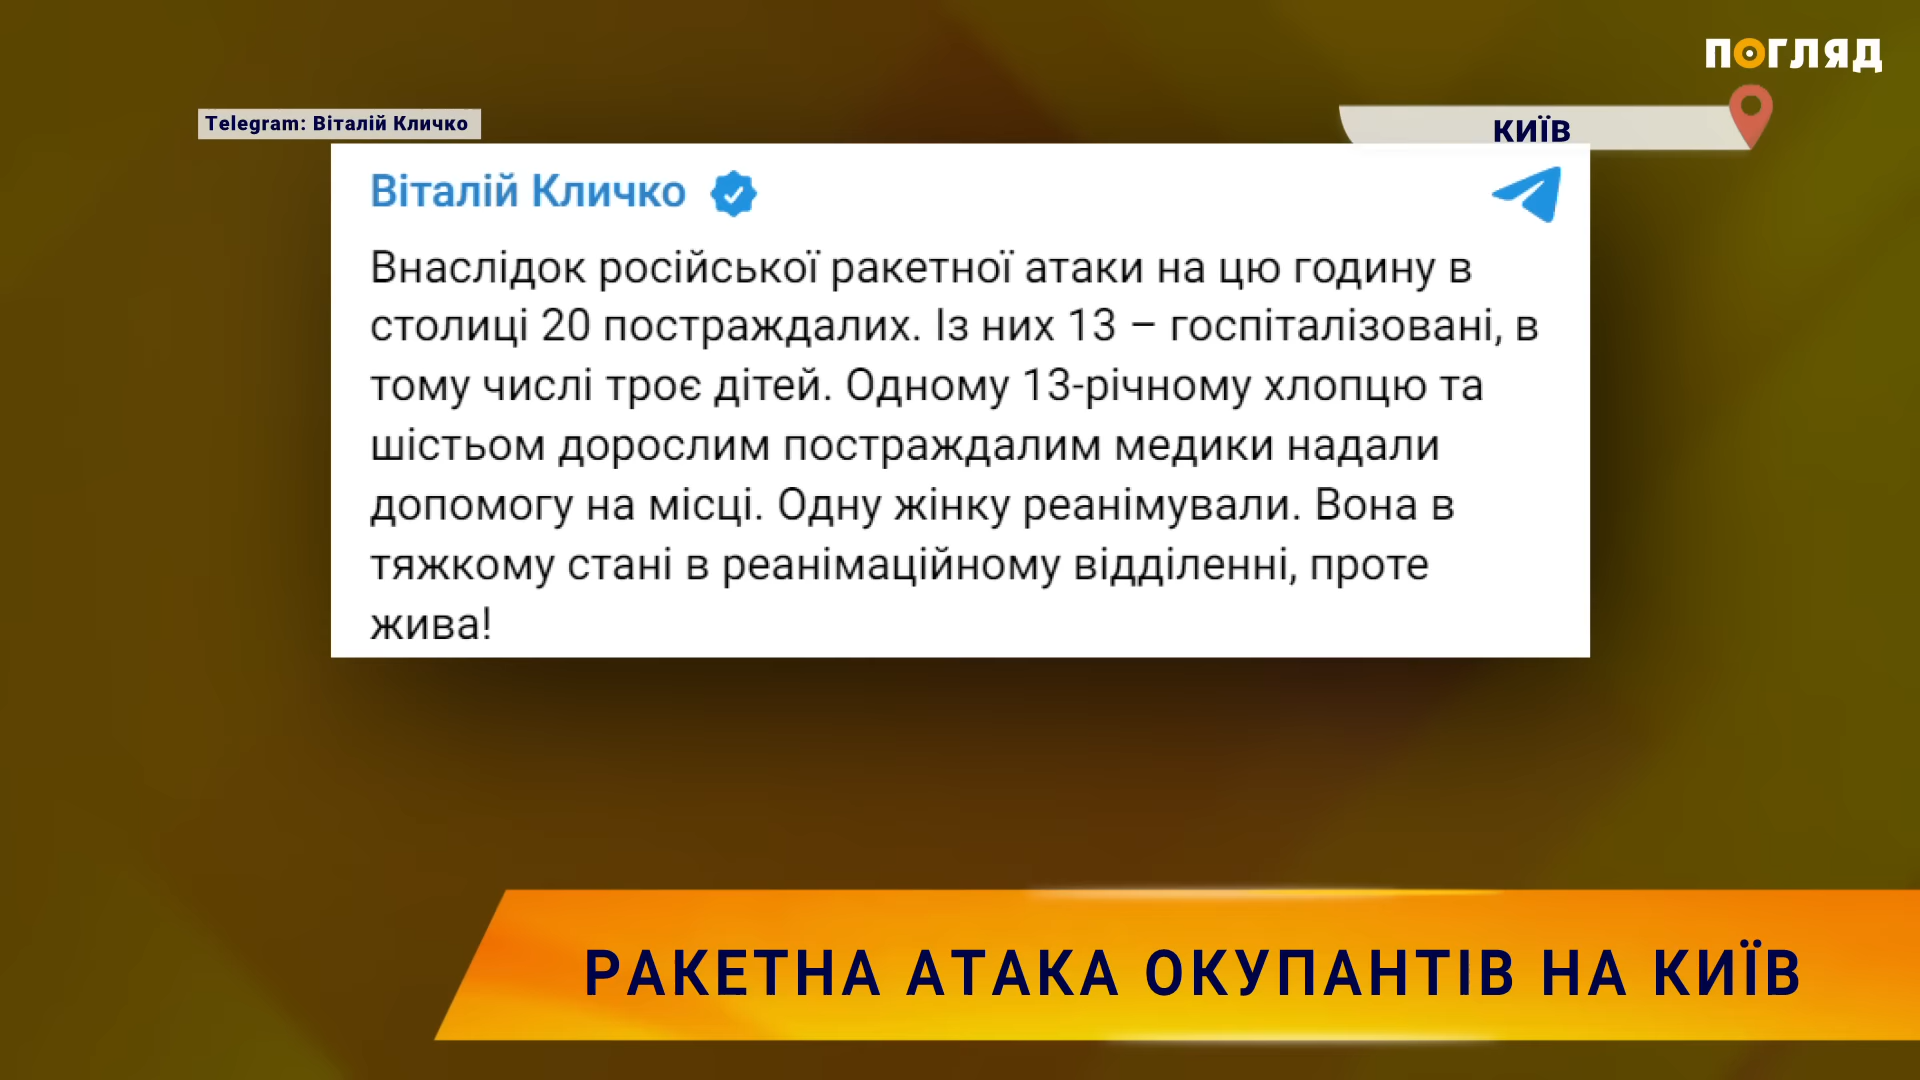 ПОГЛЯД
Telegram: Віталій Кличко
КИЇВ
Віталій Кличко
Внаслідок російської ракетної атаки на цю годину в
столиці 20 постраждалих. Із них 13 – госпіталізовані, в
тому числі троє дітей. Одному 13-річному хлопцю та
шістьом дорослим постраждалим медики надали
допомогу на місці. Одну жінку реанімували. Вона в
тяжкому стані в реанімаційному відділенні, проте
жива!
РАКЕТНА АТАКА ОКУПАНТІВ НА КИЇВ